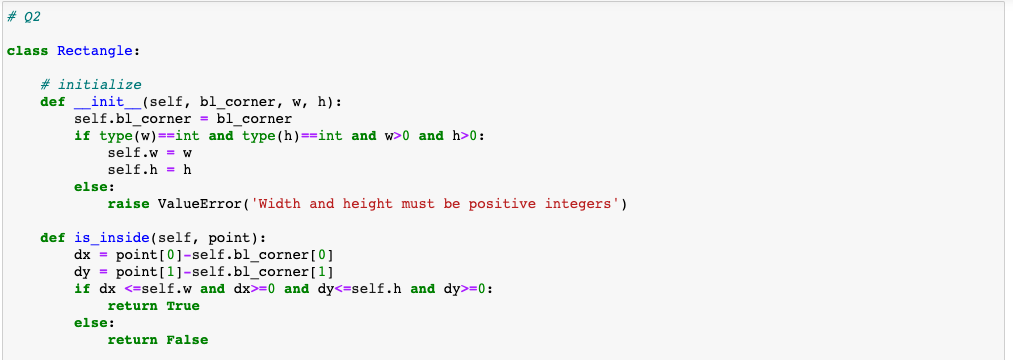 # Q2
class Rectangle:
    # initialize
    def __init__(self, bl_corner, w, h):
        self.bl_corner = bl_corner
        if type(w)==int and type(h)==int and w>0 and h>0:
            self.w = w
            self.h = h
        else:
            raise ValueError('Width and height must be positive integers')
    def is_inside(self, point):
        dx = point[0]-self.bl_corner[0]
        dy = point[1]-self.bl_corner[1]
        if dx <=self.w and dx>=0 and dy<=self.h and dy>=0:
            return True
        else:
            return False